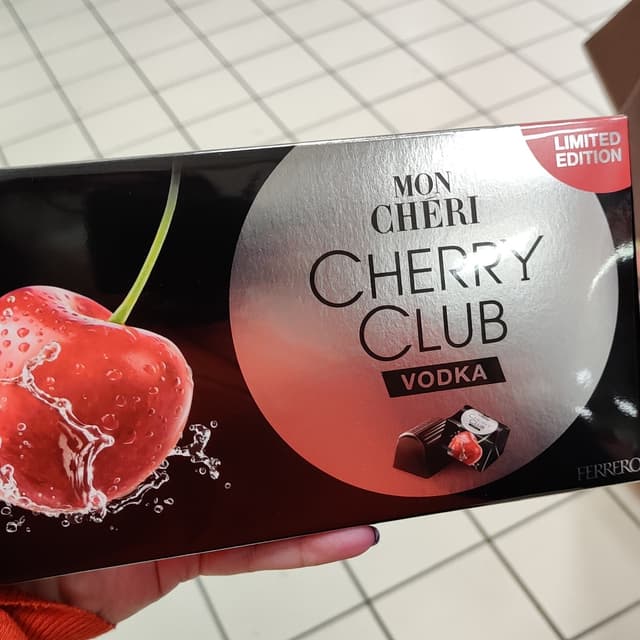 LIMITED
EDITION
MON
CHÉRI
CHERRY
CLUB
VODKA
FERRERO